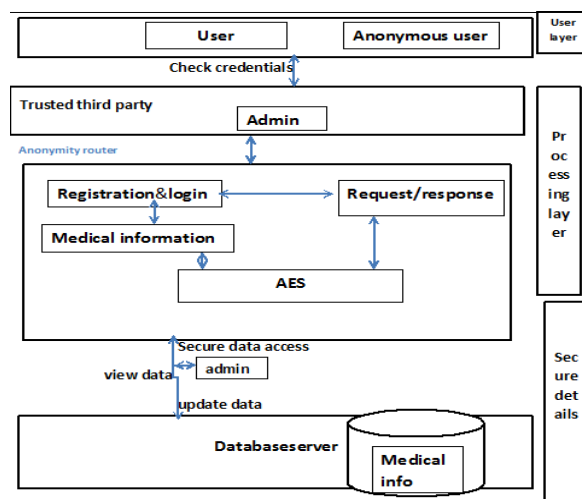 User
Anonymous user
User
layer
Check credentials
Trusted third party
Admin
Anonymity router
Pr
oc
ess
ing
lay
er
Registration&login
Request/response
Medical information
AES
Secure data access
view data
admin
update data
Sec
ure
det
ails
Databaseserver
Medical
info